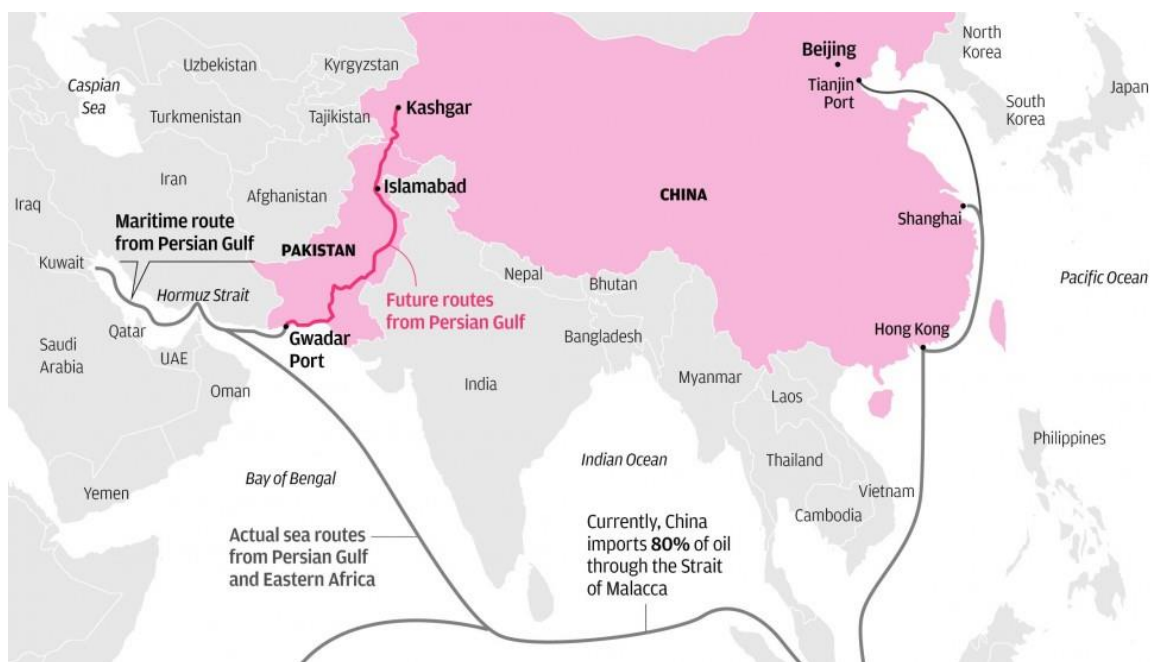 North
Korea
Beijing
Uzbekistan
Kyrgyzstan
Caspian
Sea
Tianjin
Port
Japan
Kashgar
Turkmenistan
Tajikistan
South
Korea
Iran
Islamabad
Afghanistan
CHINA
Iraq
Maritime route
from Persian Gulf
Shanghai
PAKISTAN
Kuwait
Nepal
Bhutan
Pacific Ocean
Hormuz Strait
Future routes
from Persian Gulf
Qatar
Gwadar
Port
Hong Kong
Bangladesh
Saudi
Arabia
UAE
Myanmar
India
Oman
Laos
Philippines
Indian Ocean
Thailand
Bay of Bengal
Yemen
Vietnam
Cambodia
Actual sea routes
from Persian Gulf
and Eastern Africa
Currently, China
imports 80% of oil
through the Strait
of Malacca